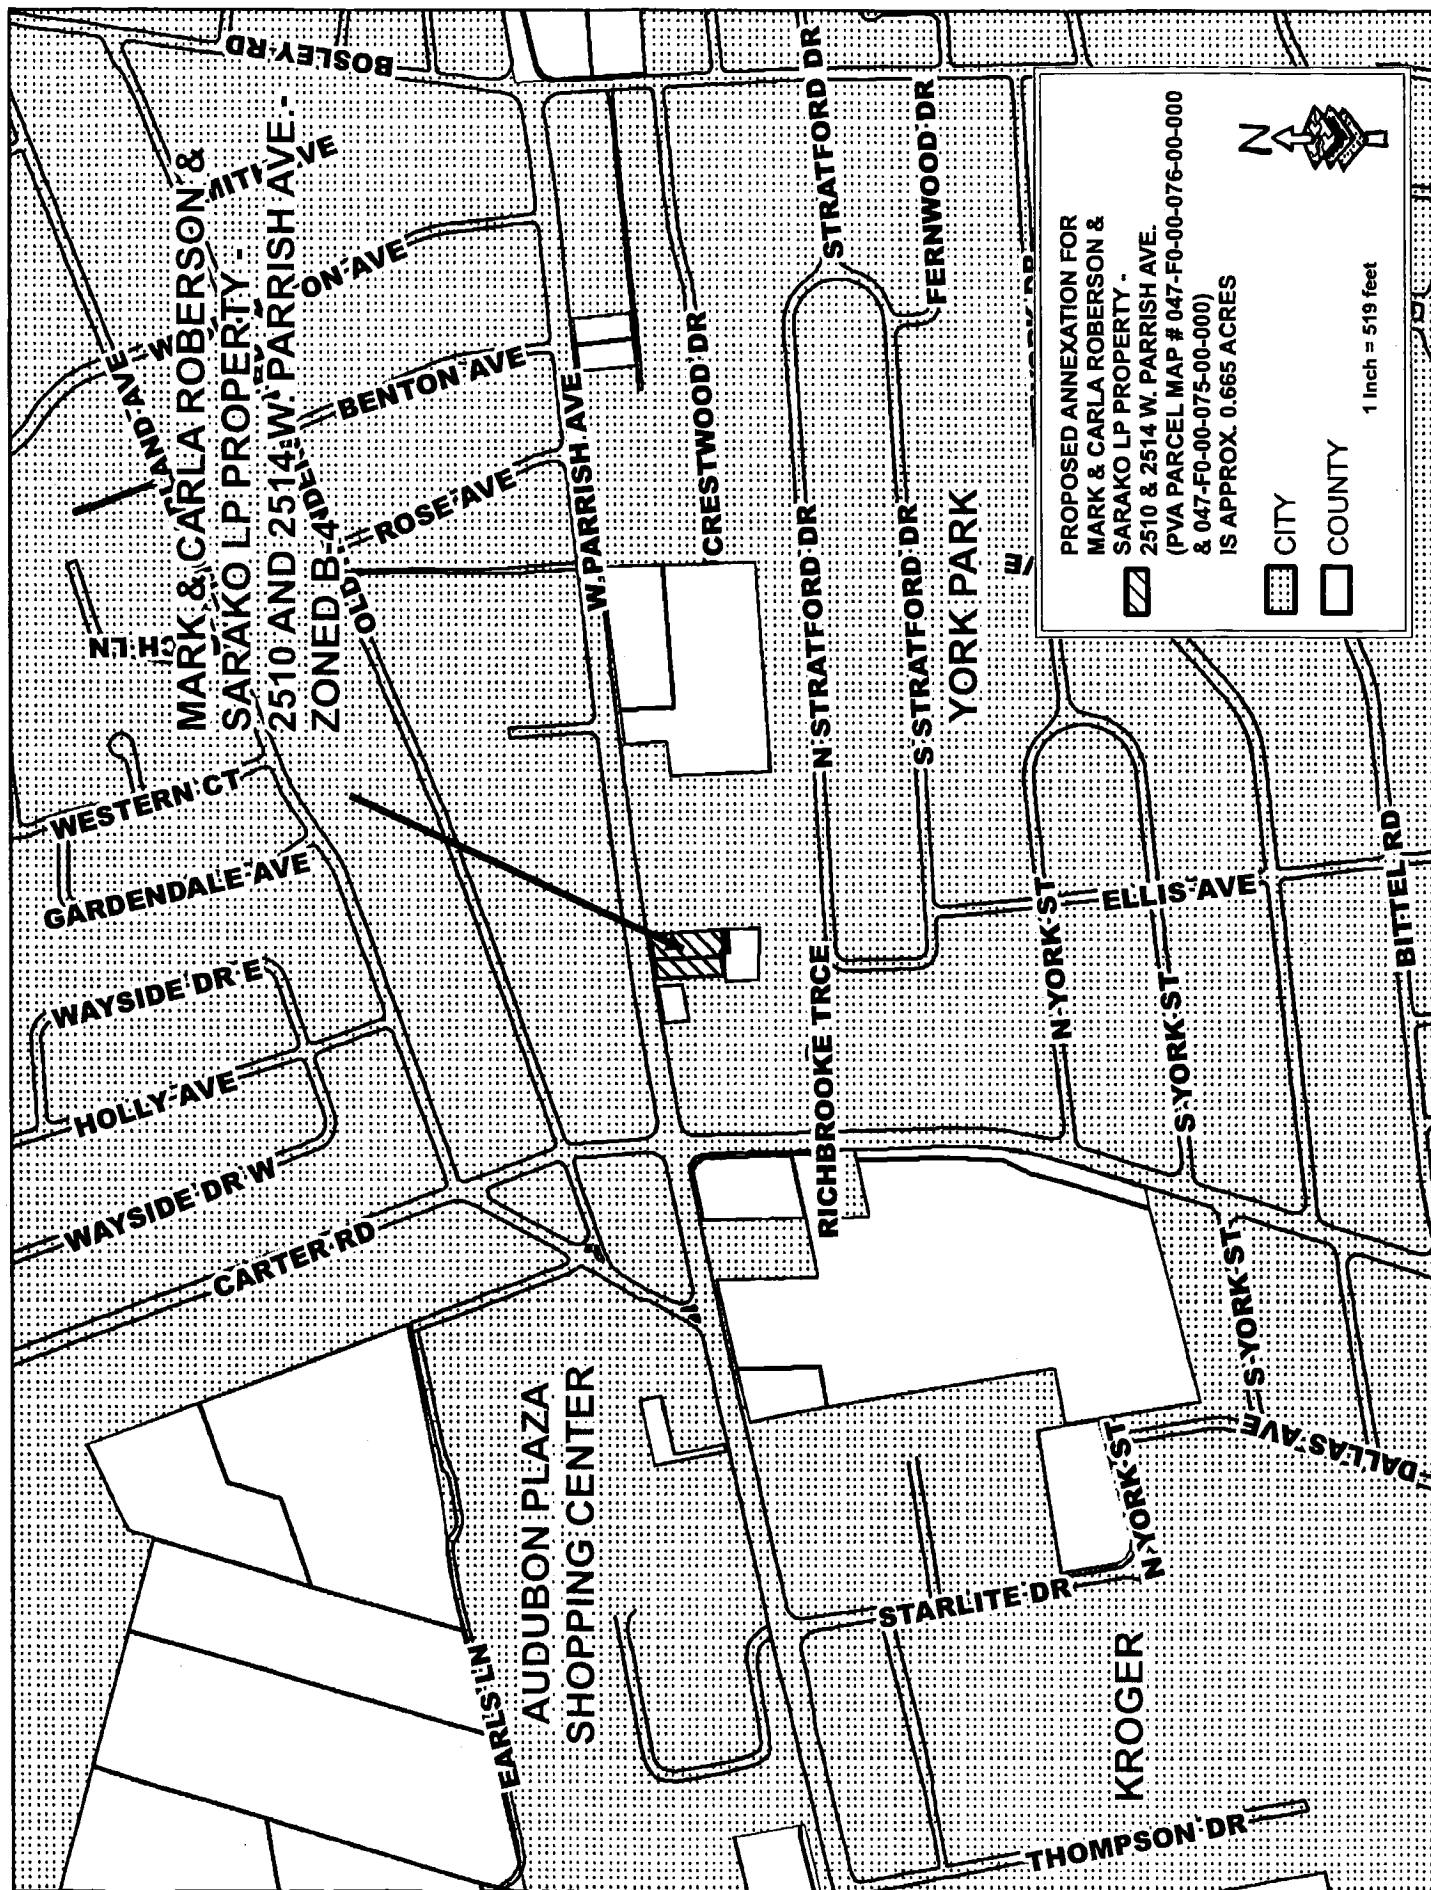 BOSLEY RD
MARK & CARLA ROBERSON &
SARAKO LP PROPERTY -
2510 AND 2514 W. PARRISH AVE.-
ZONED B-4
BENTON AVE
ROSE AVE
OLD
WESTERN CT
GARDENDALE AVE
WAYSIDE DR E
HOLLY AVE
WAYSIDE DR W
CARTER RD
W PARRISH AVE
CRESTWOOD DR
STRATFORD DR
FERNWOOD DR
N STRATFORD DR
S STRATFORD DR
YORK PARK
RICHBROOKE TRCE
N YORK ST
ELLIS AVE
S YORK ST
BITTEL RD
S YORK ST
DALLAS AVE
N YORK ST
STARLITE DR
AUDUBON PLAZA
SHOPPING CENTER
EARLS LN
KROGER
THOMPSON DR
PROPOSED ANNEXATION FOR
MARK & CARLA ROBERSON &
SARAKO LP PROPERTY -
2510 & 2514 W. PARRISH AVE.
(PVA PARCEL MAP # 047-F0-00-076-00-000
& 047-F0-00-075-00-000)
IS APPROX. 0.665 ACRES
CITY
COUNTY
1 inch = 519 feet
N